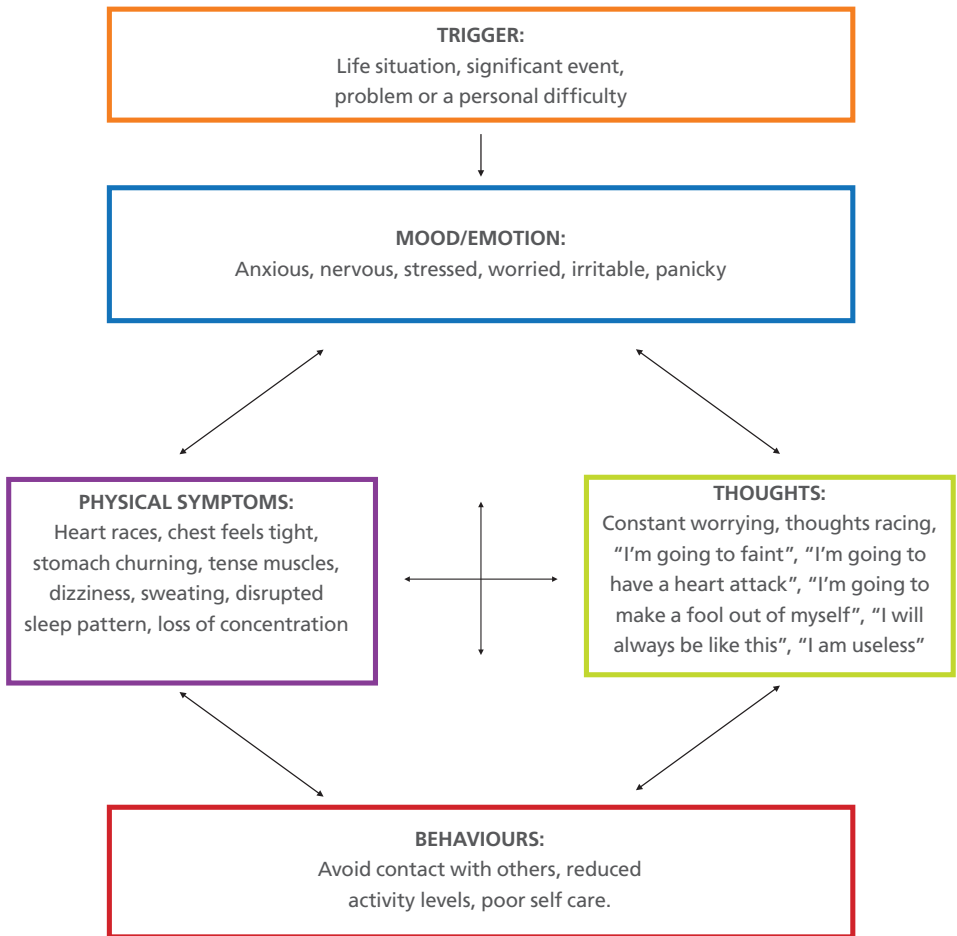 TRIGGER:
Life situation, significant event,
problem or a personal difficulty
MOOD/EMOTION:
Anxious, nervous, stressed, worried, irritable, panicky
PHYSICAL SYMPTOMS:
Heart races, chest feels tight,
stomach churning, tense muscles,
dizziness, sweating, disrupted
sleep pattern, loss of concentration
THOUGHTS:
Constant worrying, thoughts racing,
“I’m going to faint”, “I’m going to
have a heart attack”, “I’m going to
make a fool out of myself”, “I will
always be like this”, “I am useless”
BEHAVIOURS:
Avoid contact with others, reduced
activity levels, poor self care.